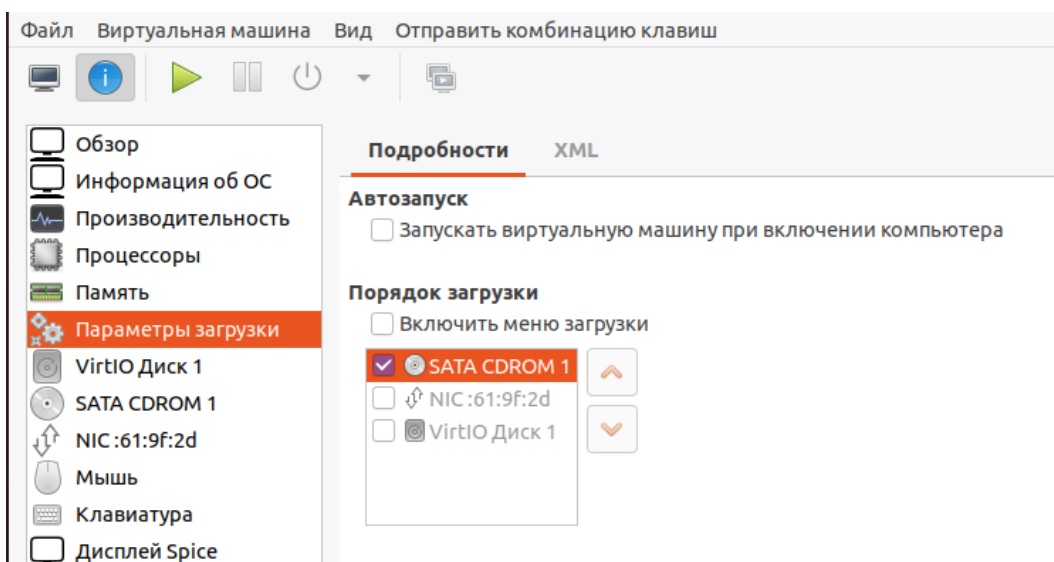 Файл Виртуальная машина Вид Отправить комбинацию клавиш
Обзор
Информация об ОС
Производительность
Процессоры
Память
Параметры загрузки
VirtIO Диск 1
SATA CDROM 1
NIC :61:9f:2d
Мышь
Клавиатура
Дисплей Spice
Подробности XML
Автозапуск
Запускать виртуальную машину при включении компьютера
Порядок загрузки
Включить меню загрузки
SATA CDROM 1
NIC :61:9f:2d
VirtIO Диск 1